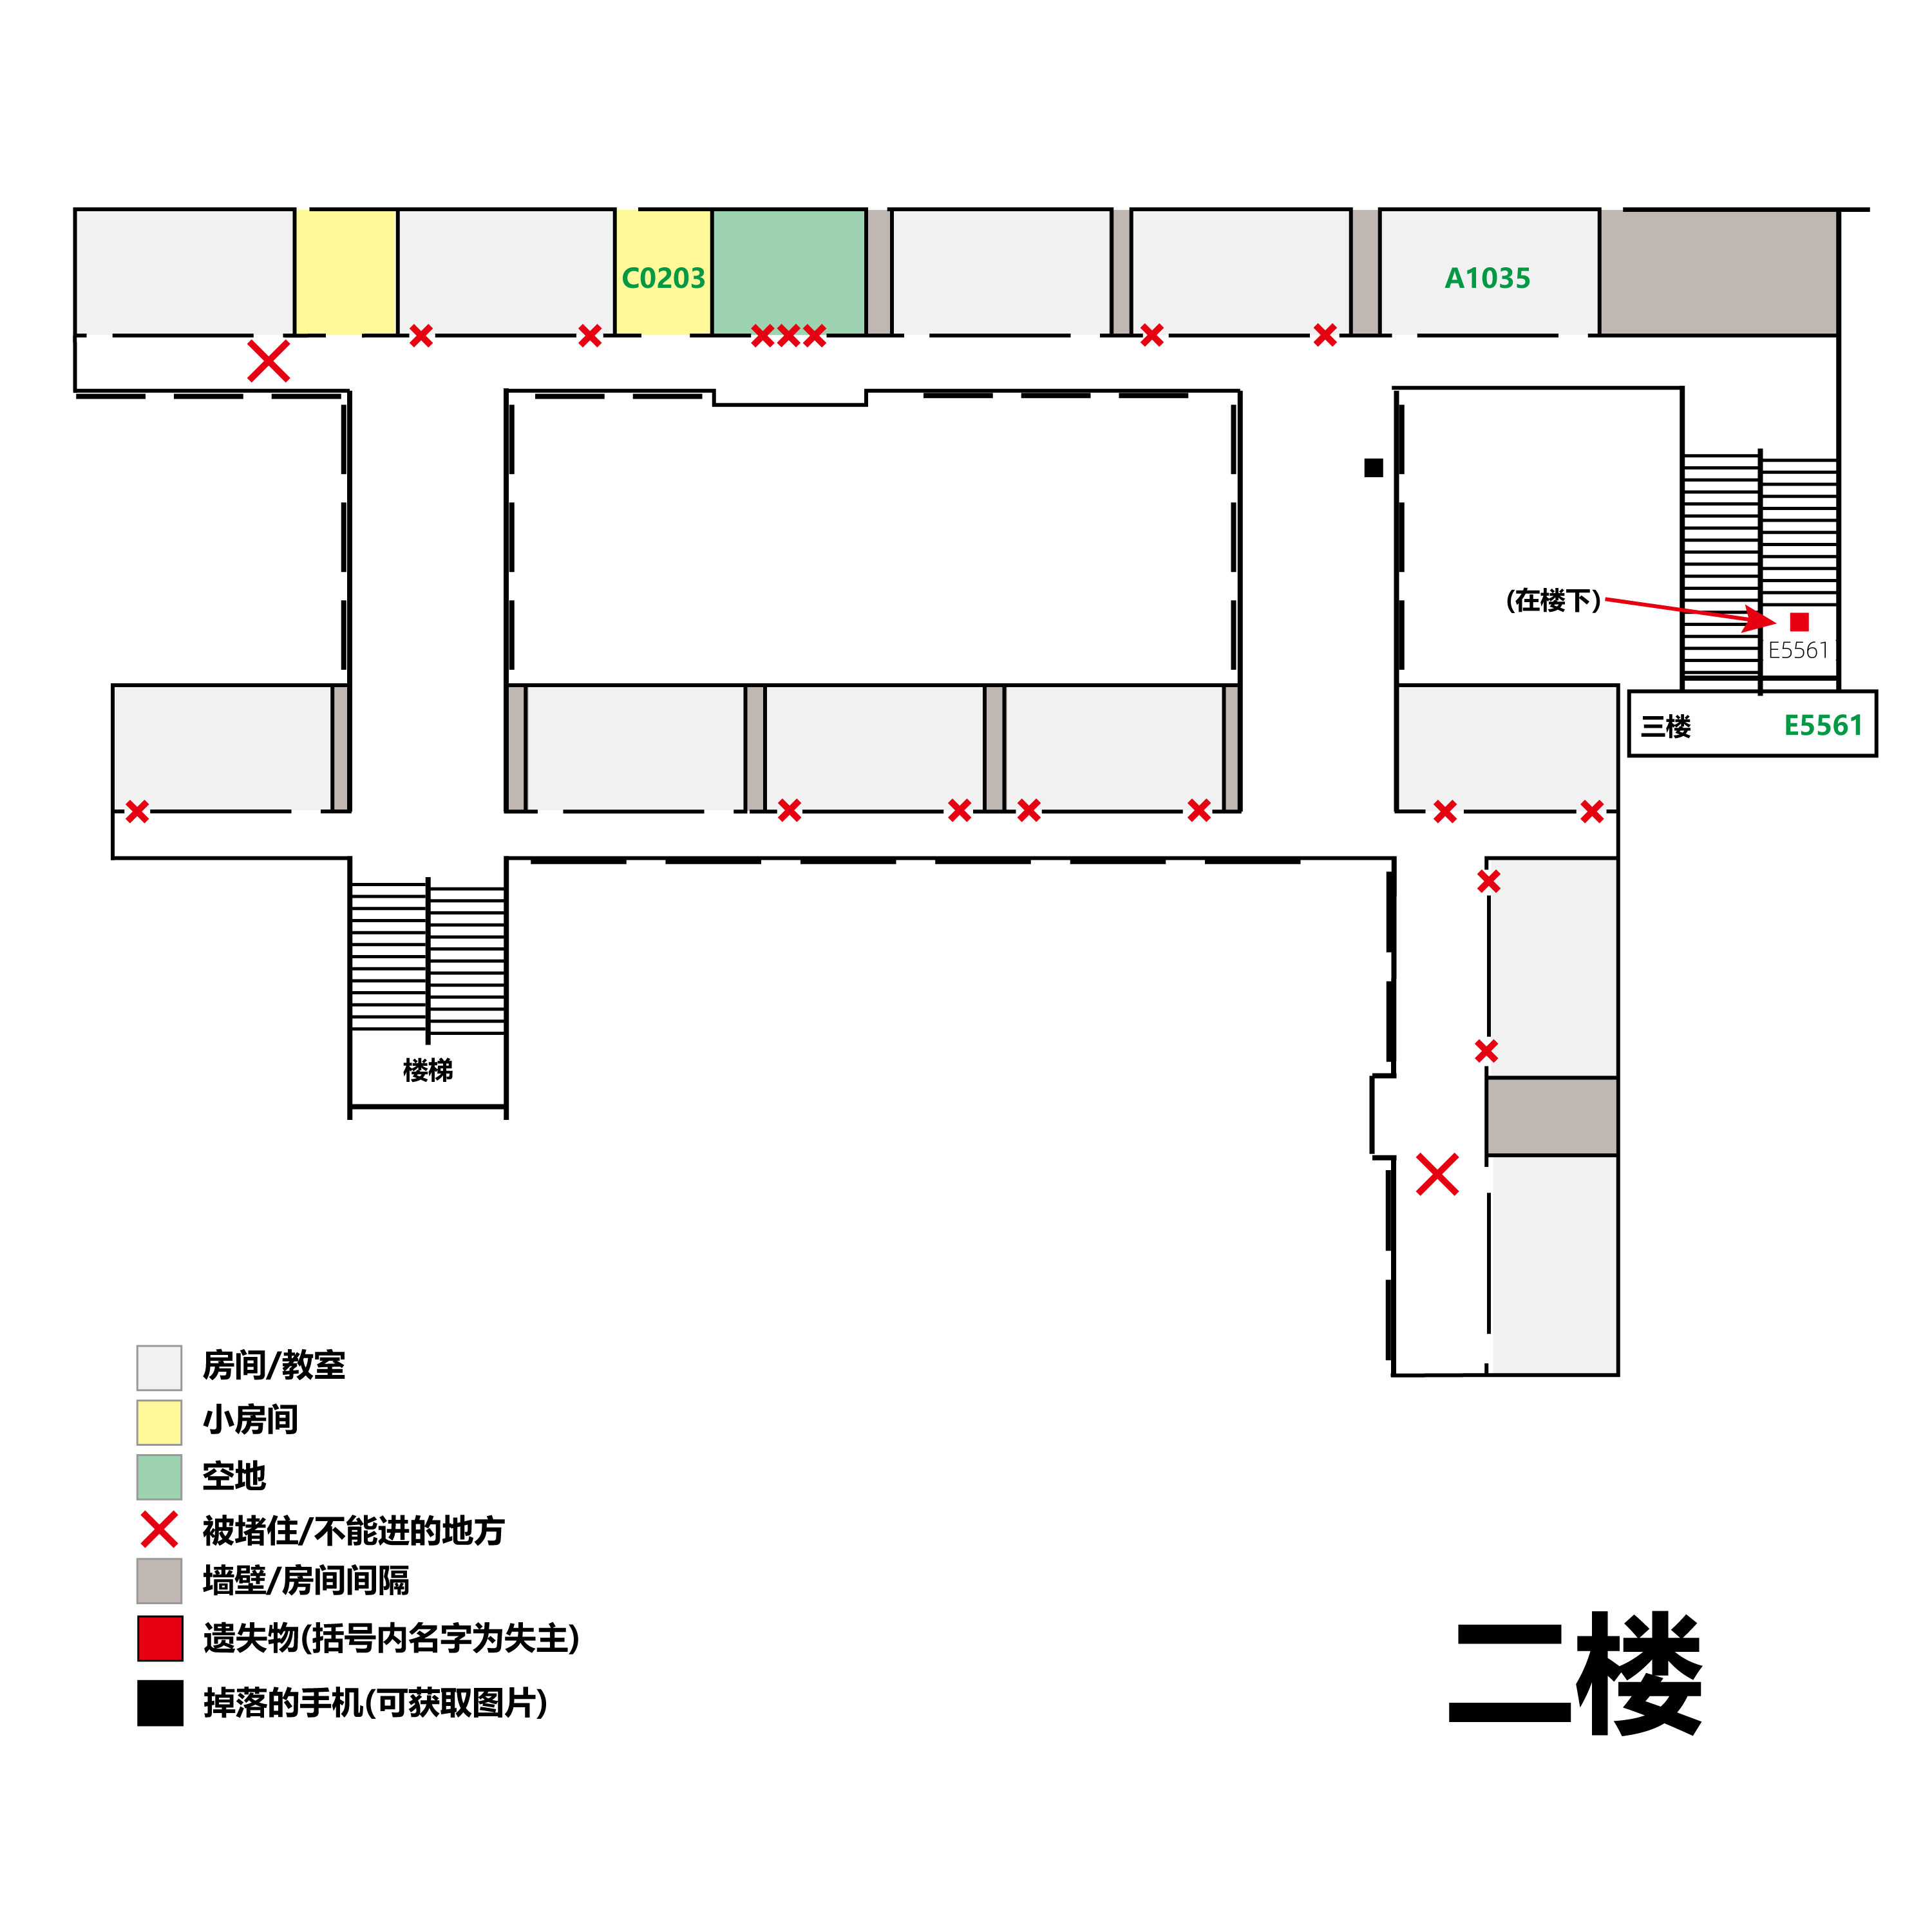 C0203
A1035
(在楼下)
E5561
三楼 E5561
楼梯
房间/教室
小房间
空地
被堵住/不能进的地方
墙壁/房间间隔
遗失物(括号内名字为失主)
掉落的手机(可获取图片)
二楼